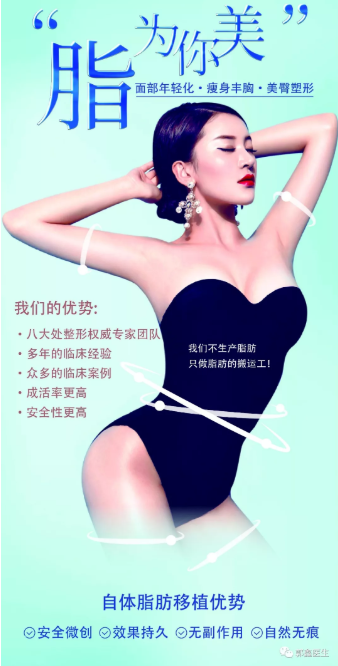 “脂为你美”
面部年轻化·瘦身丰胸·美臀塑形
我们的优势:
·八大处整形权威专家团队
·多年的临床经验
·众多的临床案例
·成活率更高
·安全性更高
我们不生产脂肪
只做脂肪的搬运工!
自体脂肪移植优势
安全微创 效果持久 无副作用 自然无痕